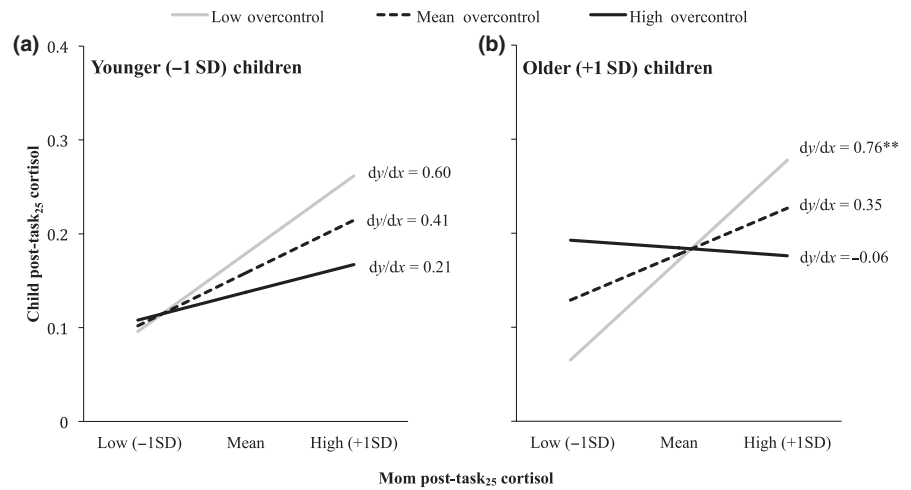 Low overcontrol Mean overcontrol High overcontrol
(a)
Younger (−1 SD) children
(b)
Older (+1 SD) children
Child post-task25 cortisol
0.4
0.3
0.2
0.1
0
dy/dx = 0.60
dy/dx = 0.41
dy/dx = 0.21
dy/dx = 0.76**
dy/dx = 0.35
dy/dx = −0.06
Low (−1SD) Mean High (+1SD)
Low (−1SD) Mean High (+1SD)
Mom post-task25 cortisol